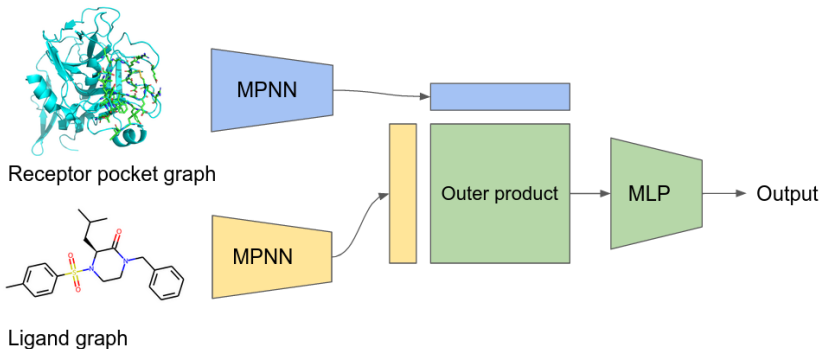 MPNN
Receptor pocket graph
Outer product
MLP
Output
MPNN
O
N
N
S
O
O
Ligand graph